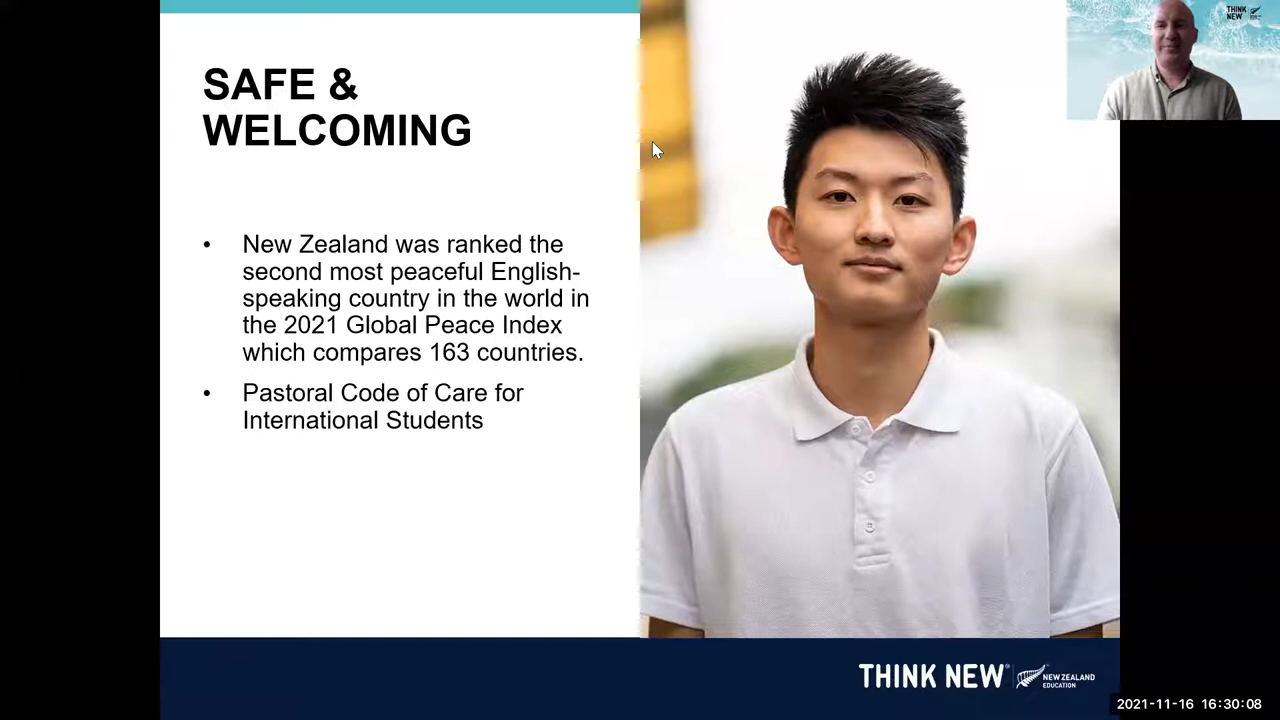 SAFE &
WELCOMING
• New Zealand was ranked the
second most peaceful English-
speaking country in the world in
the 2021 Global Peace Index
which compares 163 countries.
• Pastoral Code of Care for
International Students
THINK
NEW
THINK NEW
NEW ZEALAND
EDUCATION
2021-11-16 16:30:08